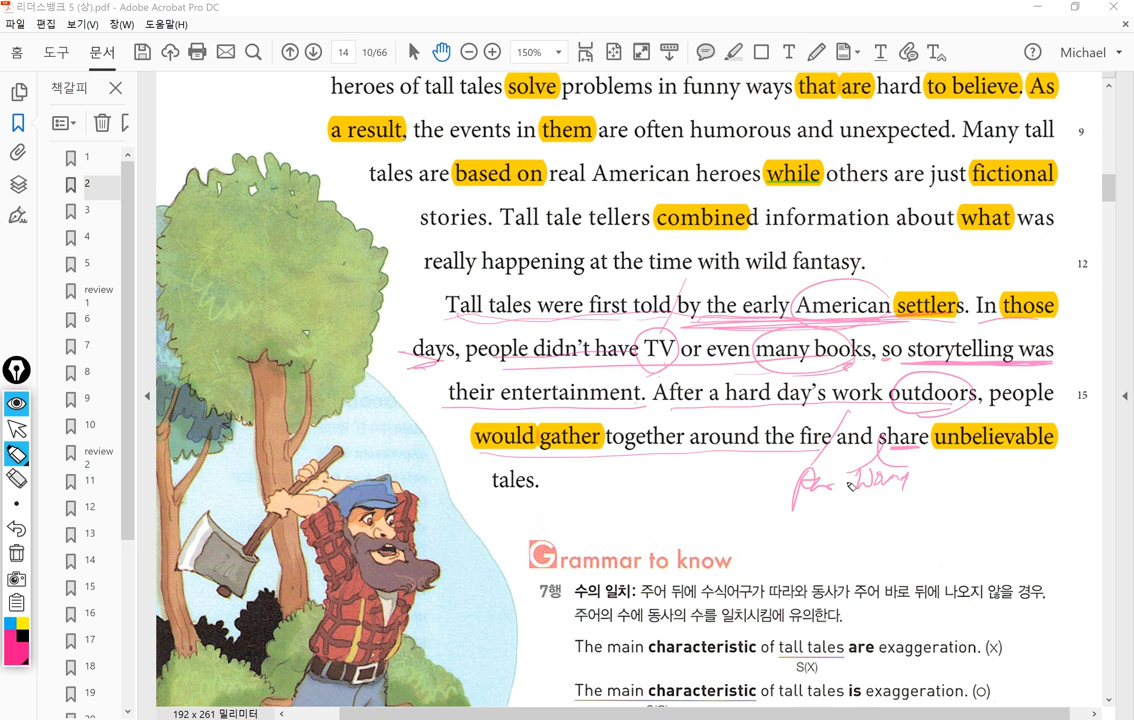 리더스뱅크 5 (상).pdf - Adobe Acrobat Pro DC
파일 편집 보기(V) 창(W) 도움말(H)
홈 도구 문서 14 10/66 150% Michael
책갈피
1
2
3
4
5
review 1
6
7
8
9
10
review 2
11
12
13
14
15
16
17
18
19
20
heroes of tall tales solve problems in funny ways that are hard to believe. As
a result, the events in them are often humorous and unexpected. Many tall 9
tales are based on real American heroes while others are just fictional
stories. Tall tale tellers combined information about what was
really happening at the time with wild fantasy. 12
Tall tales were first told by the early American settlers. In those
days, people didn't have TV or even many books, so storytelling was
their entertainment. After a hard day's work outdoors, people 15
would gather together around the fire and share unbelievable
tales.
Grammar to know
7행 수의 일치: 주어 뒤에 수식어구가 따라와 동사가 주어 바로 뒤에 나오지 않을 경우,
주어의 수에 동사의 수를 일치시킴에 유의한다.
The main characteristic of tall tales are exaggeration. (X)
S(X)
The main characteristic of tall tales is exaggeration. (O)
192 x 261 밀리미터